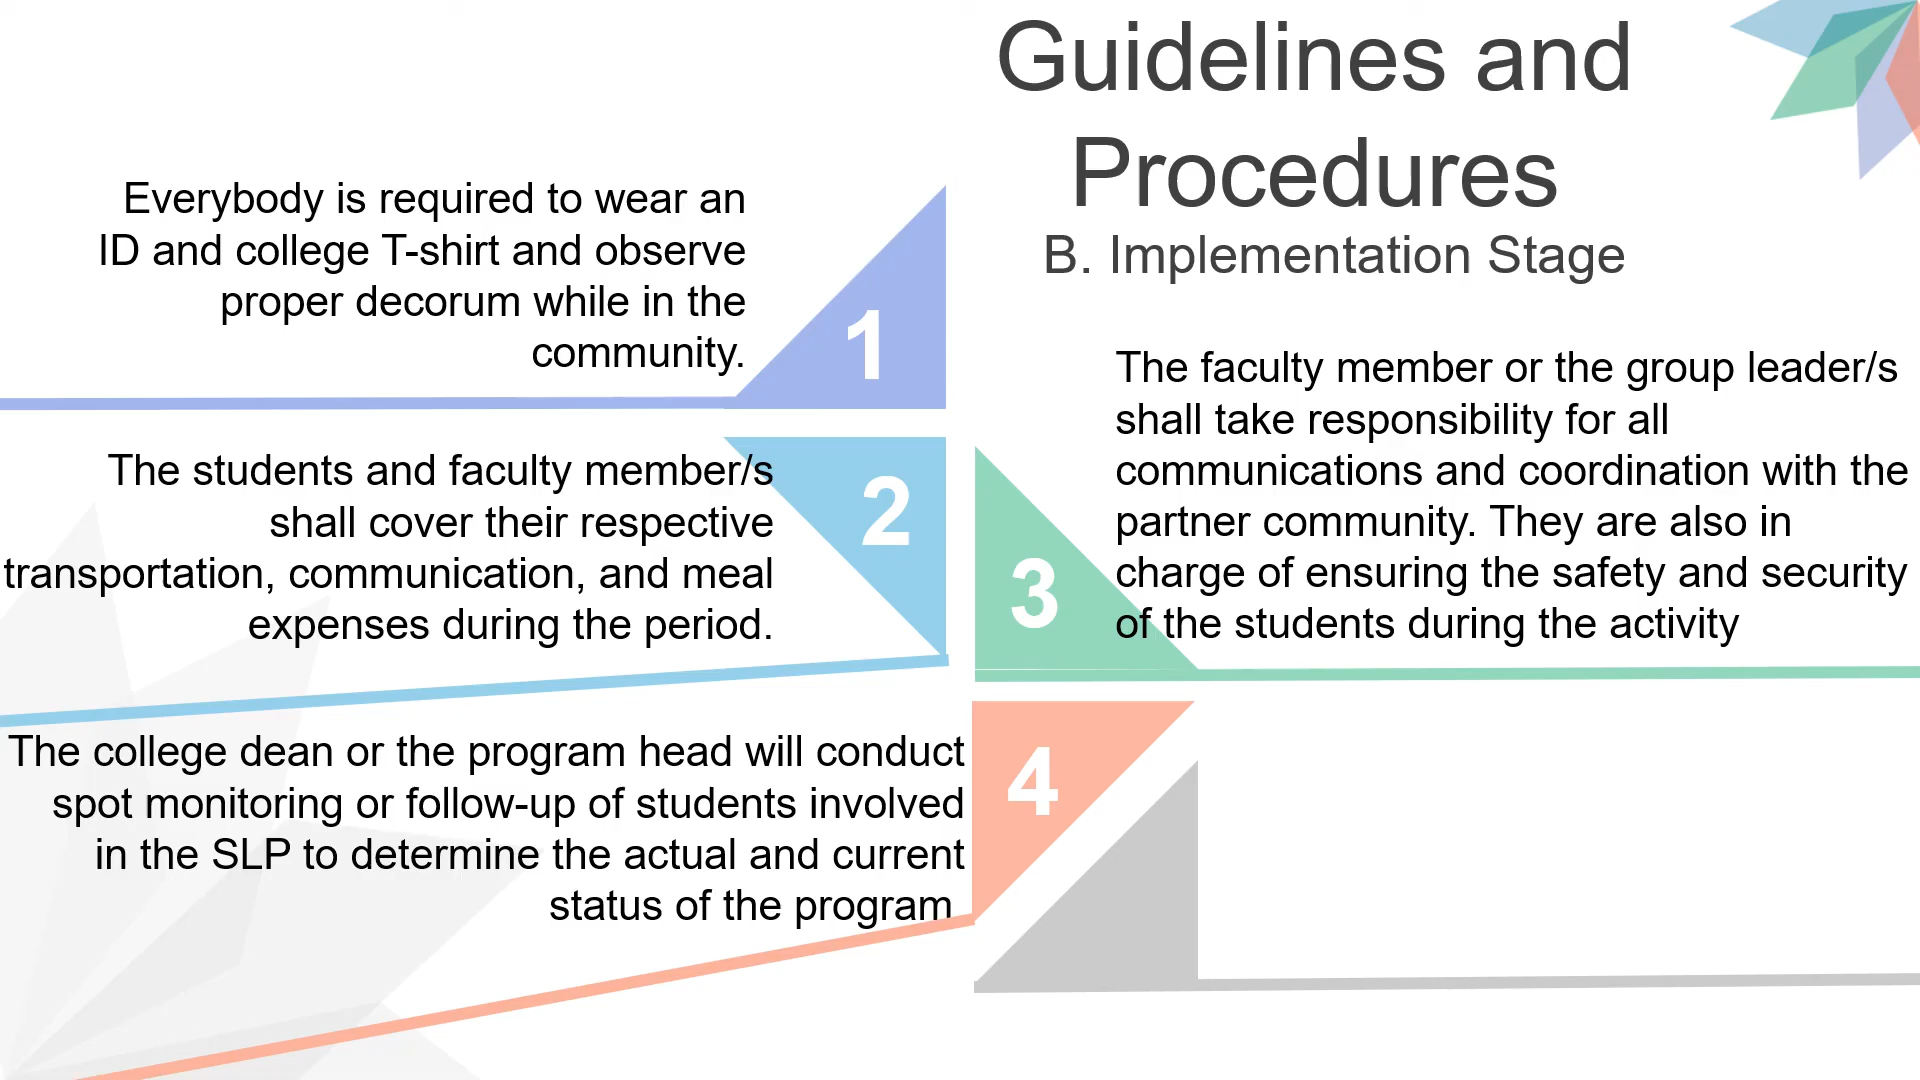 Guidelines and
Procedures
B. Implementation Stage
Everybody is required to wear an
ID and college T-shirt and observe
proper decorum while in the
community.
1
The students and faculty member/s
shall cover their respective
transportation, communication, and meal
expenses during the period.
2
The faculty member or the group leader/s
shall take responsibility for all
communications and coordination with the
partner community. They are also in
charge of ensuring the safety and security
of the students during the activity
3
The college dean or the program head will conduct
spot monitoring or follow-up of students involved
in the SLP to determine the actual and current
status of the program
4